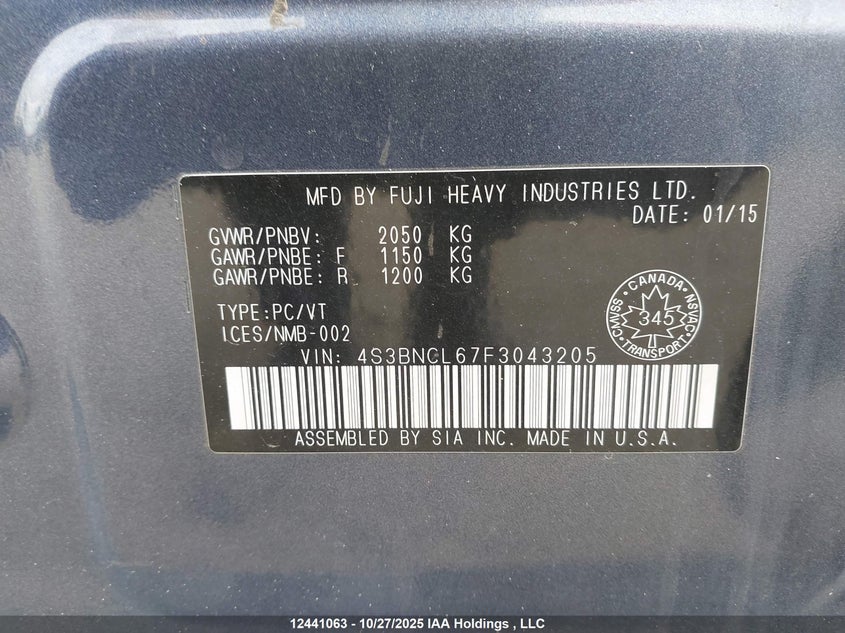 MFD BY FUJI HEAVY INDUSTRIES LTD.
DATE: 01/15
GVWR/PNBV: 2050 KG
GAWR/PNBE: F 1150 KG
GAWR/PNBE: R 1200 KG
TYPE:PC/VT
ICES/NMB-002
CANADA
CMVSS 345 NSVAC
TRANSPORT
VIN: 4S3BNCL67F3043205
ASSEMBLED BY SIA INC. MADE IN U.S.A.
12441063 - 10/27/2025 IAA Holdings , LLC